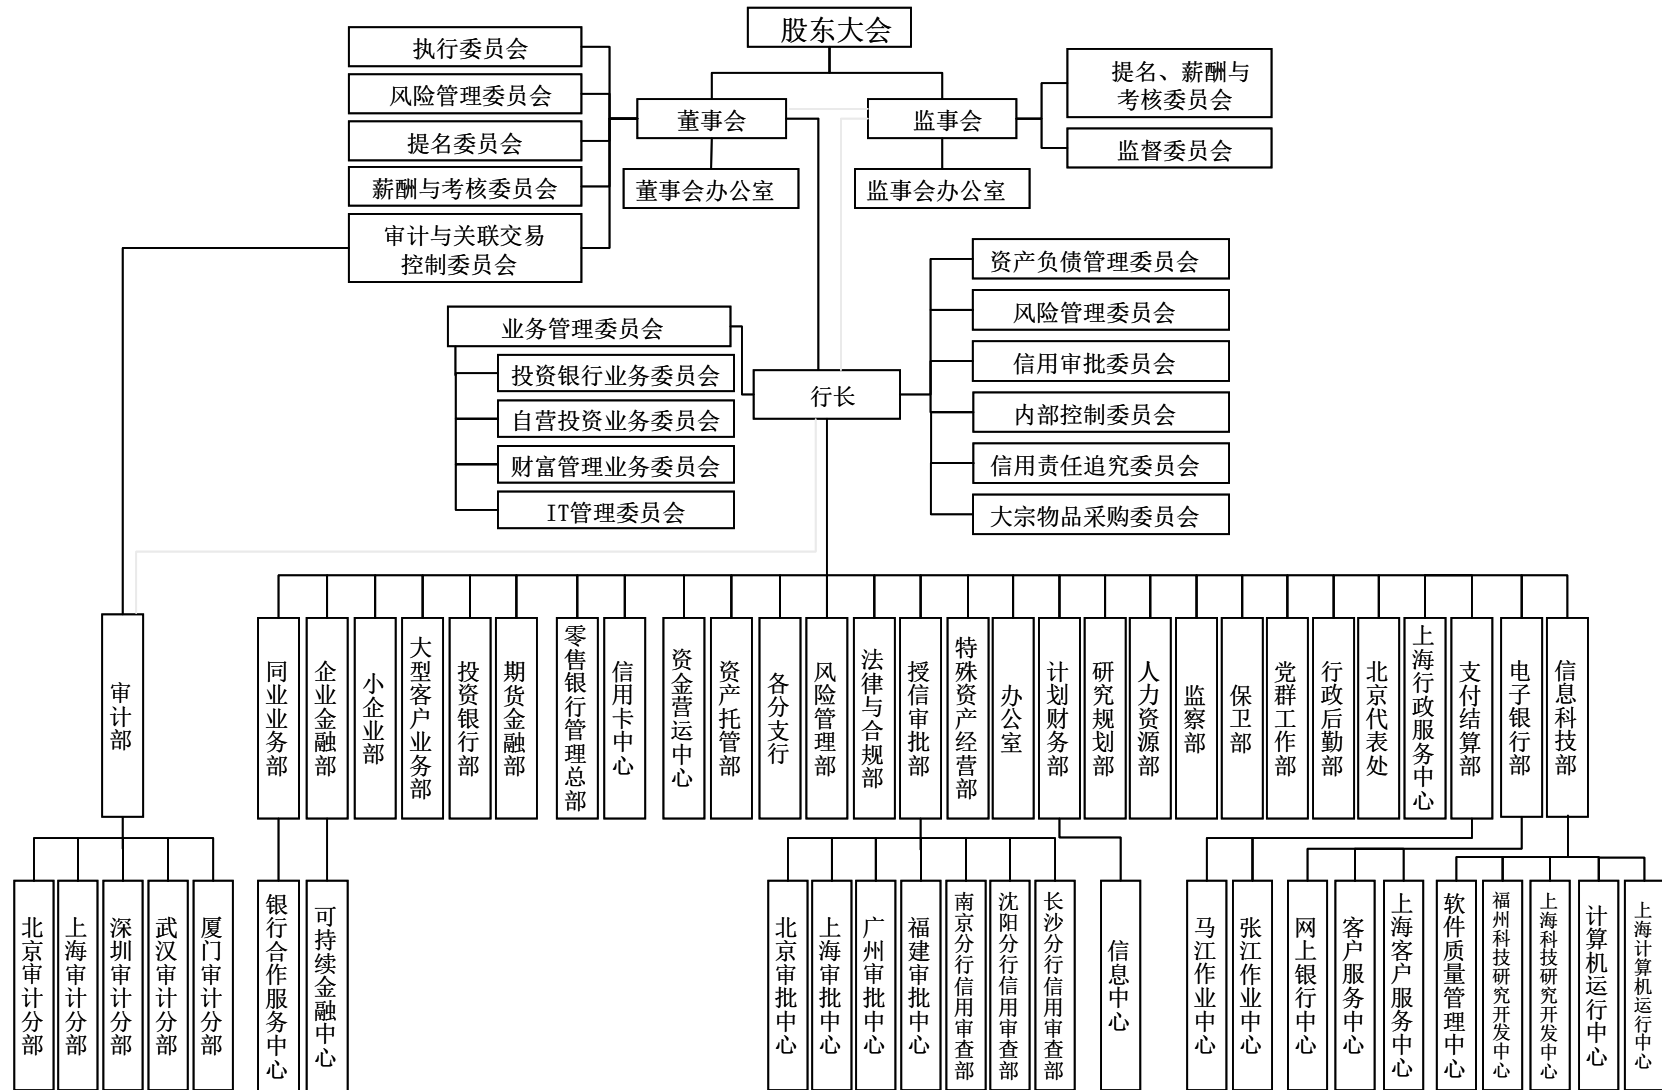 股东大会
执行委员会
风险管理委员会
提名委员会
薪酬与考核委员会
审计与关联交易
控制委员会
董事会
监事会
提名、薪酬与
考核委员会
监督委员会
董事会办公室
监事会办公室
业务管理委员会
投资银行业务委员会
自营投资业务委员会
财富管理业务委员会
IT管理委员会
行长
资产负债管理委员会
风险管理委员会
信用审批委员会
内部控制委员会
信用责任追究委员会
大宗物品采购委员会
审计部
同业业务部
企业金融部
小企业部
大型客户业务部
投资银行部
期货金融部
零售银行管理总部
信用卡中心
资金营运中心
资产托管部
各分支行
风险管理部
法律与合规部
授信审批部
特殊资产经营部
办公室
计划财务部
研究规划部
人力资源部
监察部
保卫部
党群工作部
行政后勤部
北京代表处
上海行政服务中心
支付结算部
电子银行部
信息科技部
北京审计分部
上海审计分部
深圳审计分部
武汉审计分部
厦门审计分部
银行合作服务中心
可持续金融中心
北京审批中心
上海审批中心
广州审批中心
福建审批中心
南京分行信用审查部
沈阳分行信用审查部
长沙分行信用审查部
信息中心
马江作业中心
张江作业中心
网上银行中心
客户服务中心
上海客户服务中心
软件质量管理中心
福州科技研究开发中心
上海科技研究开发中心
计算机运行中心
上海计算机运行中心